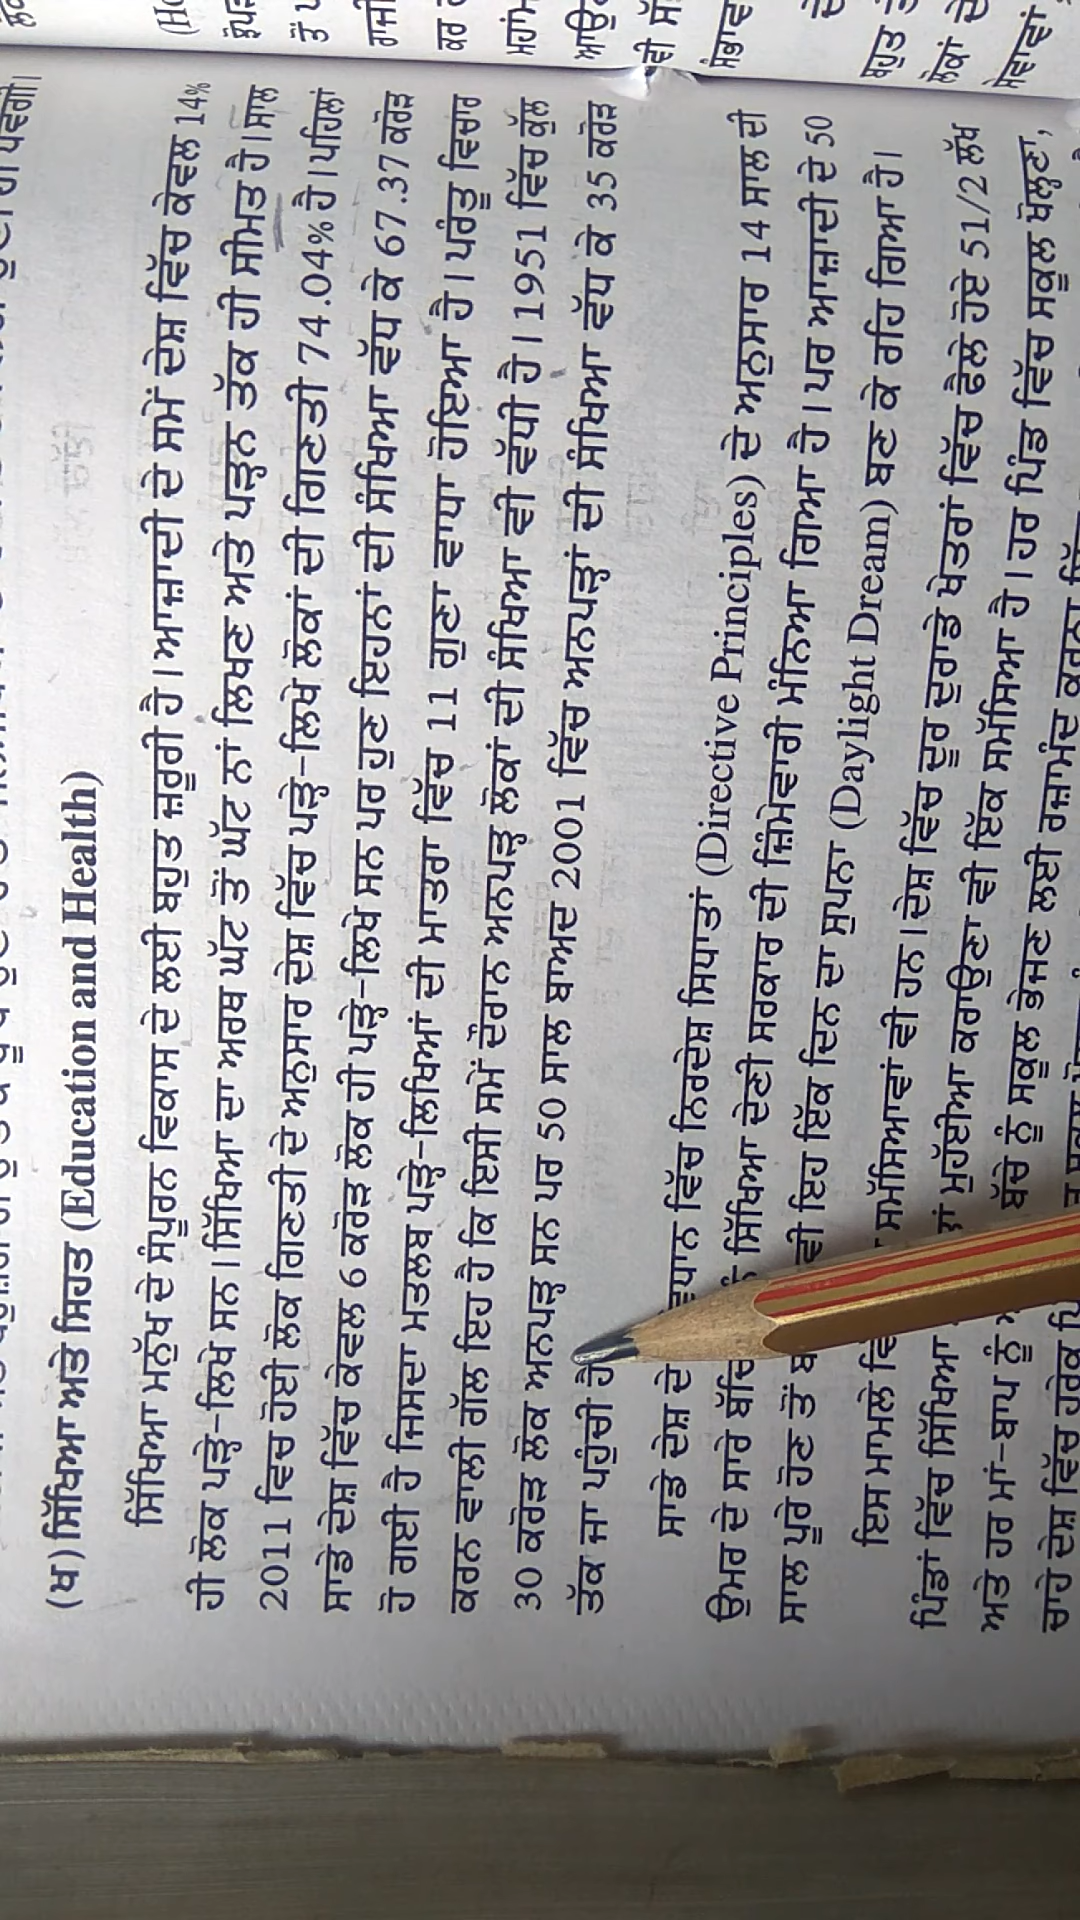 (ਖ) ਸਿੱਖਿਆ ਅਤੇ ਸਿਹਤ (Education and Health)
ਸਿੱਖਿਆ ਮਨੁੱਖ ਦੇ ਸੰਪੂਰਨ ਵਿਕਾਸ ਦੇ ਲਈ ਬਹੁਤ ਜ਼ਰੂਰੀ ਹੈ। ਆਜ਼ਾਦੀ ਦੇ ਸਮੇਂ ਦੇਸ਼ ਵਿੱਚ ਕੇਵਲ 14%
ਹੀ ਲੋਕ ਪੜ੍ਹੇ-ਲਿਖੇ ਸਨ। ਸਿੱਖਿਆ ਦਾ ਅਰਥ ਘੱਟ ਤੋਂ ਘੱਟ ਨਾਂ ਲਿਖਣ ਅਤੇ ਪੜ੍ਹਨ ਤੱਕ ਹੀ ਸੀਮਤ ਹੈ। ਸਾਲ
2011 ਵਿਚ ਹੋਈ ਲੋਕ ਗਿਣਤੀ ਦੇ ਅਨੁਸਾਰ ਦੇਸ਼ ਵਿੱਚ ਪੜ੍ਹੇ-ਲਿਖੇ ਲੋਕਾਂ ਦੀ ਗਿਣਤੀ 74.04% ਹੈ। ਪਹਿਲਾਂ
ਸਾਡੇ ਦੇਸ਼ ਵਿੱਚ ਕੇਵਲ 6 ਕਰੋੜ ਲੋਕ ਹੀ ਪੜ੍ਹੇ-ਲਿਖੇ ਸਨ ਪਰ ਹੁਣ ਇਹਨਾਂ ਦੀ ਸੰਖਿਆ ਵੱਧ ਕੇ 67.37 ਕਰੋੜ
ਹੋ ਗਈ ਹੈ ਜਿਸਦਾ ਮਤਲਬ ਪੜ੍ਹੇ-ਲਿਖਿਆਂ ਦੀ ਮਾਤਰਾ ਵਿੱਚ 11 ਗੁਣਾ ਵਾਧਾ ਹੋਇਆ ਹੈ। ਪਰੰਤੂ ਵਿਚਾਰ
ਕਰਨ ਵਾਲੀ ਗੱਲ ਇਹ ਹੈ ਕਿ ਇਸੀ ਸਮੇਂ ਦੌਰਾਨ ਅਨਪੜ੍ਹ ਲੋਕਾਂ ਦੀ ਸੰਖਿਆ ਵੀ ਵੱਧੀ ਹੈ। 1951 ਵਿੱਚ ਕੁੱਲ
30 ਕਰੋੜ ਲੋਕ ਅਨਪੜ੍ਹ ਸਨ ਪਰ 50 ਸਾਲ ਬਾਅਦ 2001 ਵਿੱਚ ਅਨਪੜ੍ਹਾਂ ਦੀ ਸੰਖਿਆ ਵੱਧ ਕੇ 35 ਕਰੋੜ
ਤੱਕ ਜਾ ਪਹੁੰਚੀ ਹੈ
ਸਾਡੇ ਦੇਸ਼ ਦੇ ਵਿੱਚ ਨਿਰਦੇਸ਼ ਸਿਧਾਤਾਂ (Directive Principles) ਦੇ ਅਨੁਸਾਰ 14 ਸਾਲ ਦੀ
ਉਮਰ ਦੇ ਸਾਰੇ ਸਿੱਖਿਆ ਦੇਣੀ ਸਰਕਾਰ ਦੀ ਜ਼ਿੰਮੇਵਾਰੀ ਮੰਨਿਆ ਗਿਆ ਹੈ। ਪਰ ਆਜ਼ਾਦੀ ਦੇ 50
ਸਾਲ ਪੂਰੇ ਹੋਣ ਤੋਂ ਵੀ ਇਹ ਇੱਕ ਦਿਨ ਦਾ ਸੁਪਨਾ (Daylight Dream) ਬਣ ਕੇ ਰਹਿ ਗਿਆ ਹੈ।
ਇਸ ਮਾਮਲੇ ਸਮੱਸਿਆਵਾਂ ਵੀ ਹਨ। ਦੇਸ਼ ਵਿੱਚ ਦੂਰ ਦੁਰਾਡੇ ਖੇਤਰਾਂ ਵਿੱਚ ਫੈਲੇ ਹੋਏ 51/2 ਲੱਖ
ਪਿੰਡਾਂ ਵਿੱਚ ਸਿੱਖਿਆ ਮੁਹੱਈਆ ਕਰਾਉਣਾ ਵੀ ਇੱਕ ਸਮੱਸਿਆ ਹੈ। ਹਰ ਪਿੰਡ ਵਿੱਚ ਸਕੂਲ ਖੋਲ੍ਹਣਾ,
ਅਤੇ ਹਰ ਮਾਂ-ਬਾਪ ਨੂੰ ਬੱਚੇ ਨੂੰ ਸਕੂਲ ਭੇਜਣ ਲਈ ਰਜ਼ਾਮੰਦ ਕਰਨਾ
ਚਾਹੇ ਦੇਸ਼ ਵਿੱਚ ਹਰੇਕ